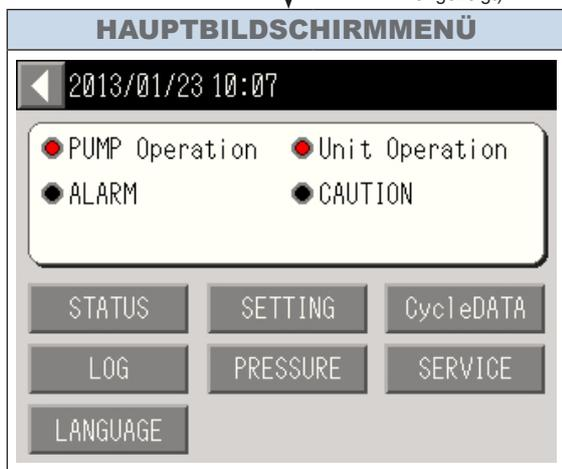 HAUPTBILDSCHIRMMENÜ
2013/01/23 10:07
PUMP Operation Unit Operation
ALARM CAUTION
STATUS SETTING CycleDATA
LOG PRESSURE SERVICE
LANGUAGE